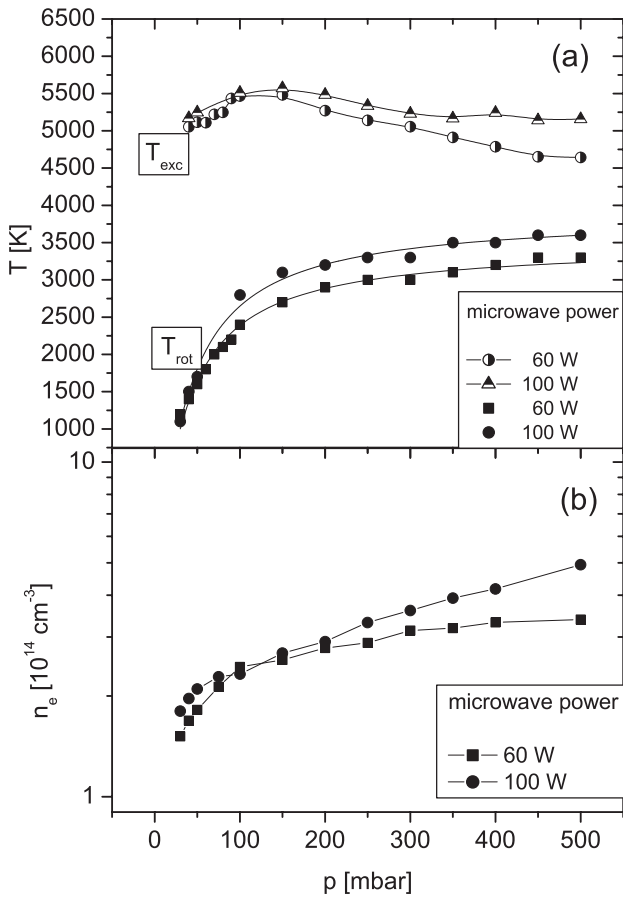 6500
6000
5500
5000
4500
4000
3500
3000
2500
2000
1500
1000
T [K]
(a)
T_exc
T_rot
microwave power
60 W
100 W
60 W
100 W
10
1
n_e [10^14 cm^-3]
(b)
microwave power
60 W
100 W
0 100 200 300 400 500
p [mbar]